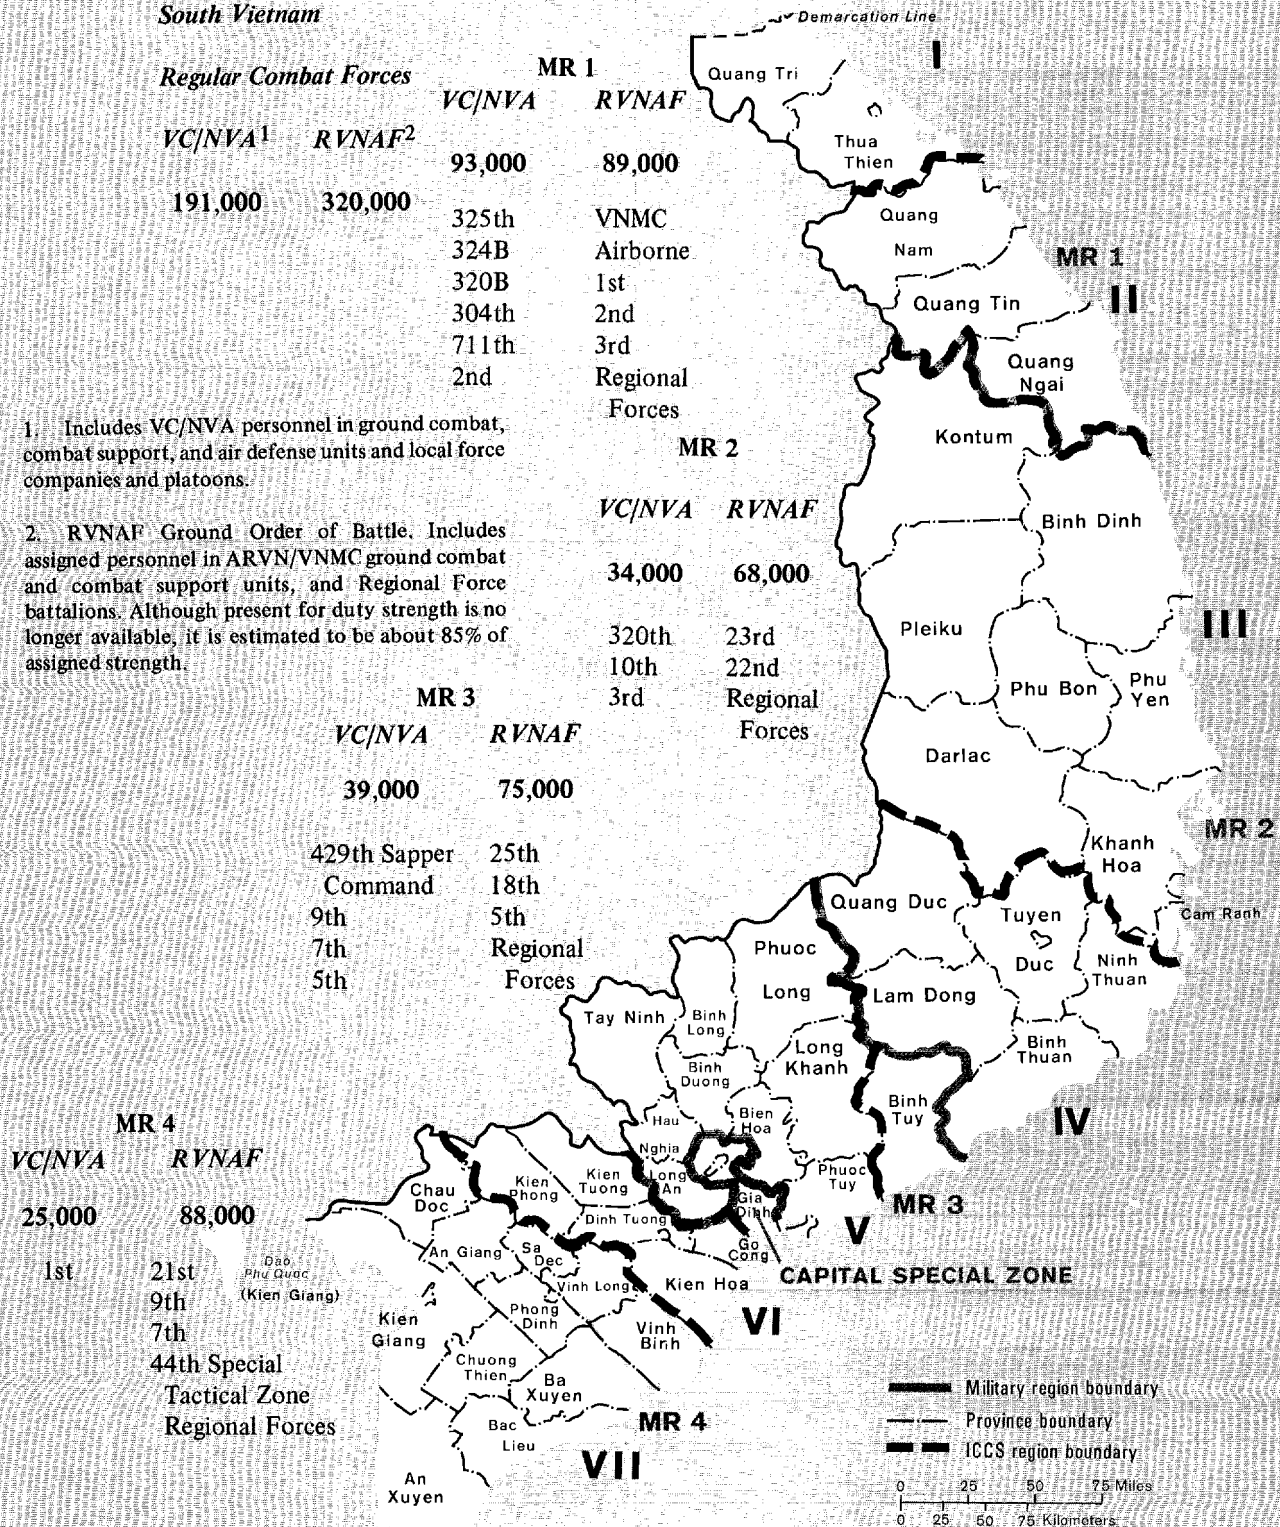 South Vietnam
Regular Combat Forces
VC/NVA1 RVNAF2
191,000 320,000
MR 1
VC/NVA RVNAF
93,000 89,000
325th VNMC
324B Airborne
320B 1st
304th 2nd
711th 3rd
2nd Regional
Forces
1. Includes VC/NVA personnel in ground combat,
combat support, and air defense units and local force
companies and platoons.
2. RVNAF Ground Order of Battle. Includes
assigned personnel in ARVN/VNMC ground combat
and combat support units, and Regional Force
battalions. Although present for duty strength is no
longer available, it is estimated to be about 85% of
assigned strength.
MR 2
VC/NVA RVNAF
34,000 68,000
320th 23rd
10th 22nd
3rd Regional
Forces
MR 3
VC/NVA RVNAF
39,000 75,000
429th Sapper 25th
Command 18th
9th 5th
7th Regional
5th Forces
MR 4
VC/NVA RVNAF
25,000 88,000
1st 21st
9th
7th
44th Special
Tactical Zone
Regional Forces
Demarcation Line
I
Quang Tri
Thua
Thien
Quang
Nam
MR 1
II
Quang Tin
Quang
Ngai
Kontum
Binh Dinh
III
Pleiku
Phu Bon
Phu
Yen
Darlac
MR 2
Khanh
Hoa
Cam Ranh
Quang Duc
Tuyen
Duc
Ninh
Thuan
Phuoc
Long
Lam Dong
Tay Ninh
Binh
Long
Long
Khanh
Binh
Thuan
Binh
Duong
Binh
Tuy
IV
Bien
Hoa
Hau
Nghia
Long
An
Gia
Dinh
Phuoc
Tuy
MR 3
V
Go
Cong
CAPITAL SPECIAL ZONE
Chau
Doc
Kien
Phong
Kien
Tuong
Dinh Tuong
An Giang
Sa
Dec
Vinh Long
Kien Hoa
VI
Dao
Phu Quoc
(Kien Giang)
Kien
Giang
Phong
Dinh
Vinh
Binh
Chuong
Thien
Ba
Xuyen
Bac
Lieu
MR 4
VII
An
Xuyen
Military region boundary
Province boundary
ICCS region boundary
0 25 50 75 Miles
0 25 50 75 Kilometers